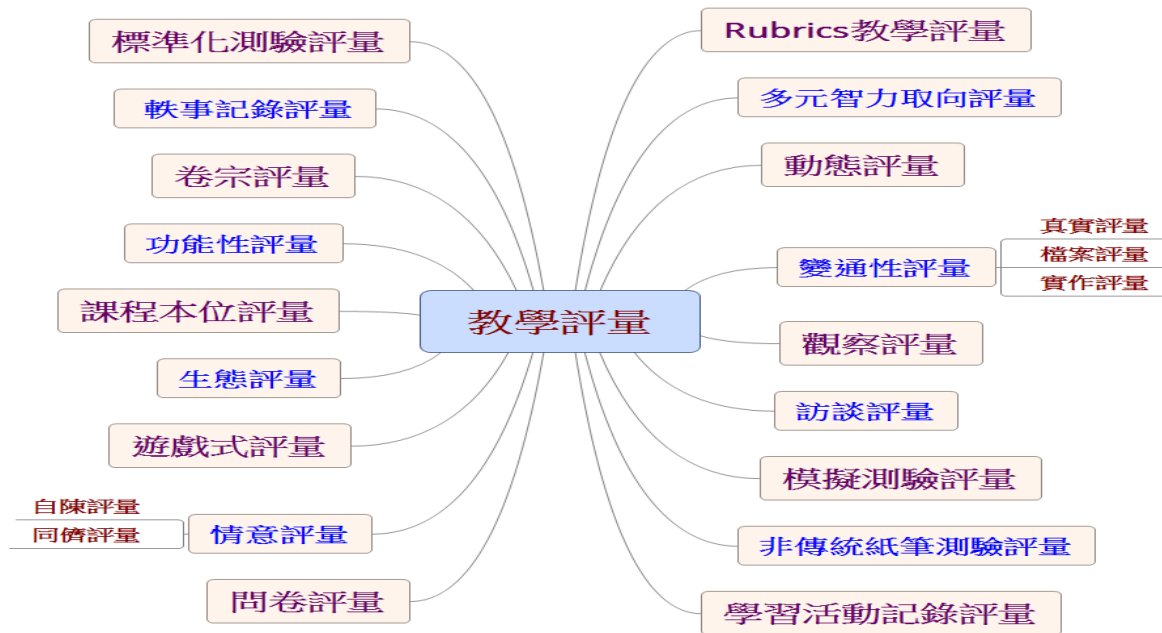 標準化測驗評量
軼事記錄評量
卷宗評量
功能性評量
課程本位評量
生態評量
遊戲式評量
自陳評量
同儕評量
情意評量
問卷評量
教學評量
Rubrics教學評量
多元智力取向評量
動態評量
變通性評量
真實評量
檔案評量
實作評量
觀察評量
訪談評量
模擬測驗評量
非傳統紙筆測驗評量
學習活動記錄評量